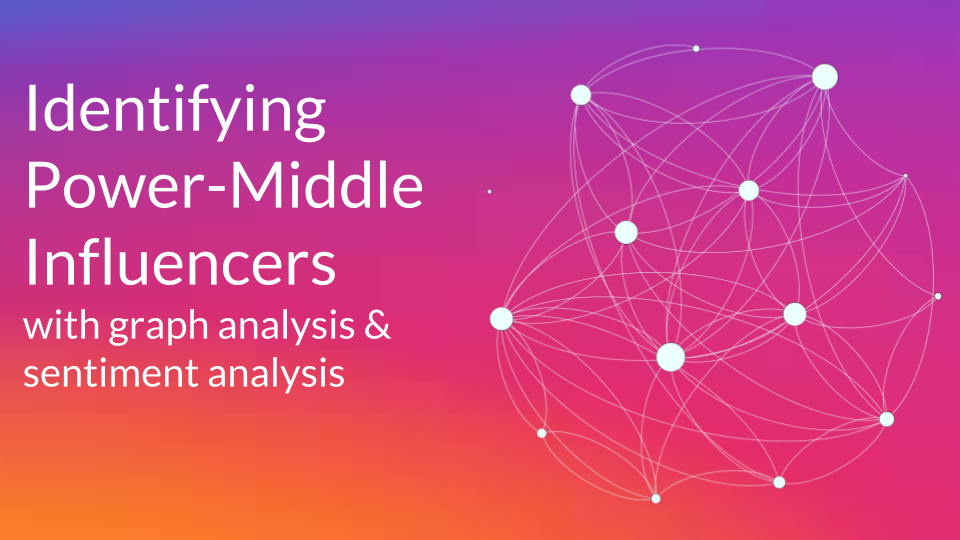 Identifying
Power-Middle
Influencers
with graph analysis &
sentiment analysis